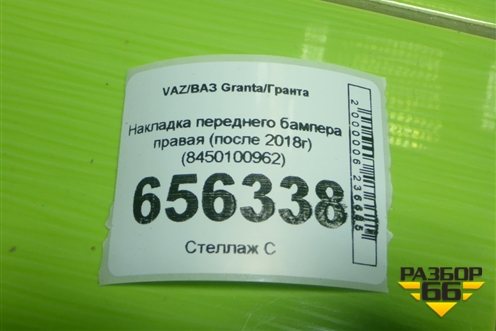 VAZ/ВАЗ Granta/Гранта
Накладка переднего бампера
правая (после 2018г)
(8450100962)
656338
Стеллаж С
РАЗБОР
66